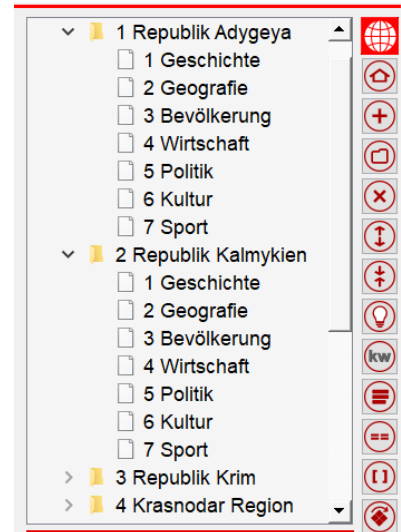 1 Republik Adygeya
1 Geschichte
2 Geografie
3 Bevölkerung
4 Wirtschaft
5 Politik
6 Kultur
7 Sport
2 Republik Kalmykien
1 Geschichte
2 Geografie
3 Bevölkerung
4 Wirtschaft
5 Politik
6 Kultur
7 Sport
3 Republik Krim
4 Krasnodar Region
kw
==
[ ]